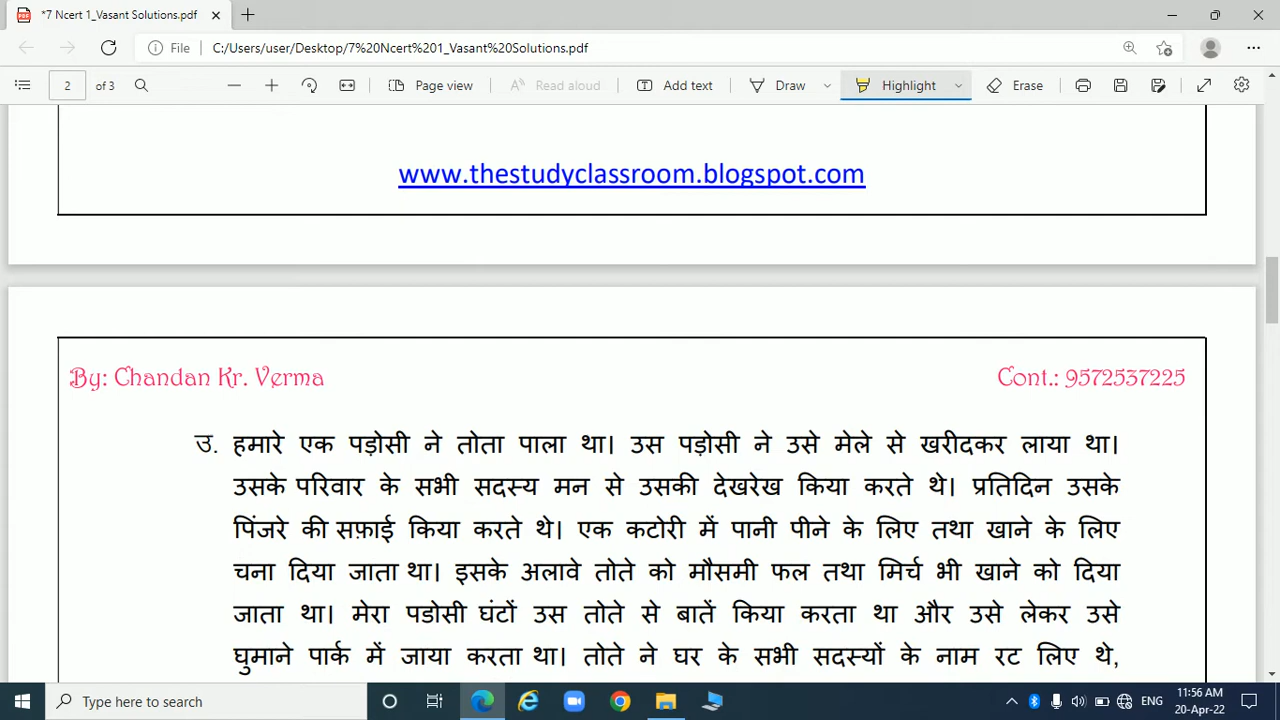 *7 Ncert 1_Vasant Solutions.pdf
File
C:/Users/user/Desktop/7%20Ncert%201_Vasant%20Solutions.pdf
2 of 3
Page view
Read aloud
Add text
Draw
Highlight
Erase
www.thestudyclassroom.blogspot.com
By: Chandan Kr. Verma
Cont.: 9572537225
उ. हमारे एक पड़ोसी ने तोता पाला था। उस पड़ोसी ने उसे मेले से खरीदकर लाया था।
उसके परिवार के सभी सदस्य मन से उसकी देखरेख किया करते थे। प्रतिदिन उसके
पिंजरे की सफ़ाई किया करते थे। एक कटोरी में पानी पीने के लिए तथा खाने के लिए
चना दिया जाता था। इसके अलावे तोते को मौसमी फल तथा मिर्च भी खाने को दिया
जाता था। मेरा पडोसी घंटों उस तोते से बातें किया करता था और उसे लेकर उसे
घुमाने पार्क में जाया करता था। तोते ने घर के सभी सदस्यों के नाम रट लिए थे,
Type here to search
ENG
11:56 AM
20-Apr-22